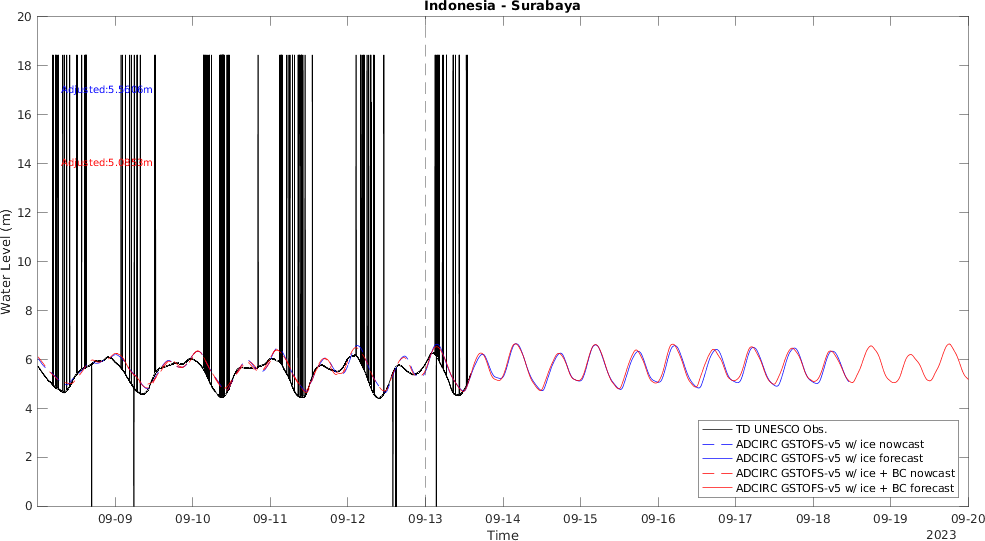 Indonesia - Surabaya
20
18
16
14
12
10
8
6
4
2
0
Water Level (m)
Adjusted:5.5606m
TD UNESCO Obs.
ADCIRC GSTOFS-v5 w/ ice nowcast
ADCIRC GSTOFS-v5 w/ ice forecast
ADCIRC GSTOFS-v5 w/ ice + BC nowcast
ADCIRC GSTOFS-v5 w/ ice + BC forecast
09-09 09-10 09-11 09-12 09-13 09-14 09-15 09-16 09-17 09-18 09-19 09-20
Time
2023